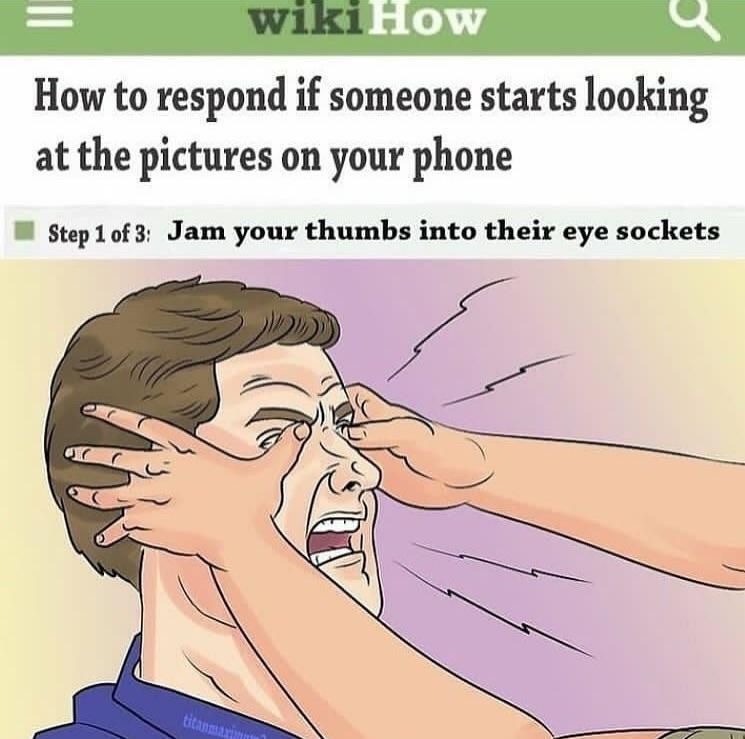 wikiHow
How to respond if someone starts looking
at the pictures on your phone
Step 1 of 3: Jam your thumbs into their eye sockets